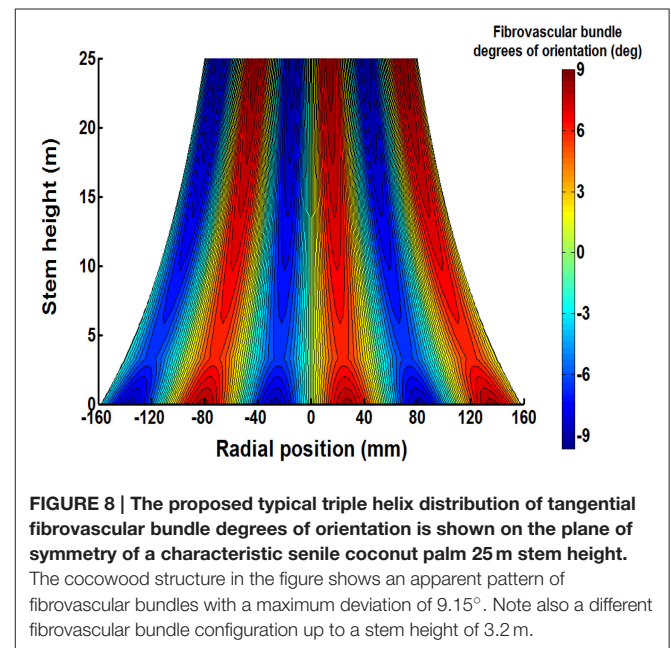 Fibrovascular bundle
degrees of orientation (deg)
25
20
15
10
5
0
Stem height (m)
-160 -120 -80 -40 0 40 80 120 160
Radial position (mm)
9
6
3
0
-3
-6
-9
FIGURE 8 | The proposed typical triple helix distribution of tangential
fibrovascular bundle degrees of orientation is shown on the plane of
symmetry of a characteristic senile coconut palm 25 m stem height.
The cocowood structure in the figure shows an apparent pattern of
fibrovascular bundles with a maximum deviation of 9.15°. Note also a different
fibrovascular bundle configuration up to a stem height of 3.2 m.